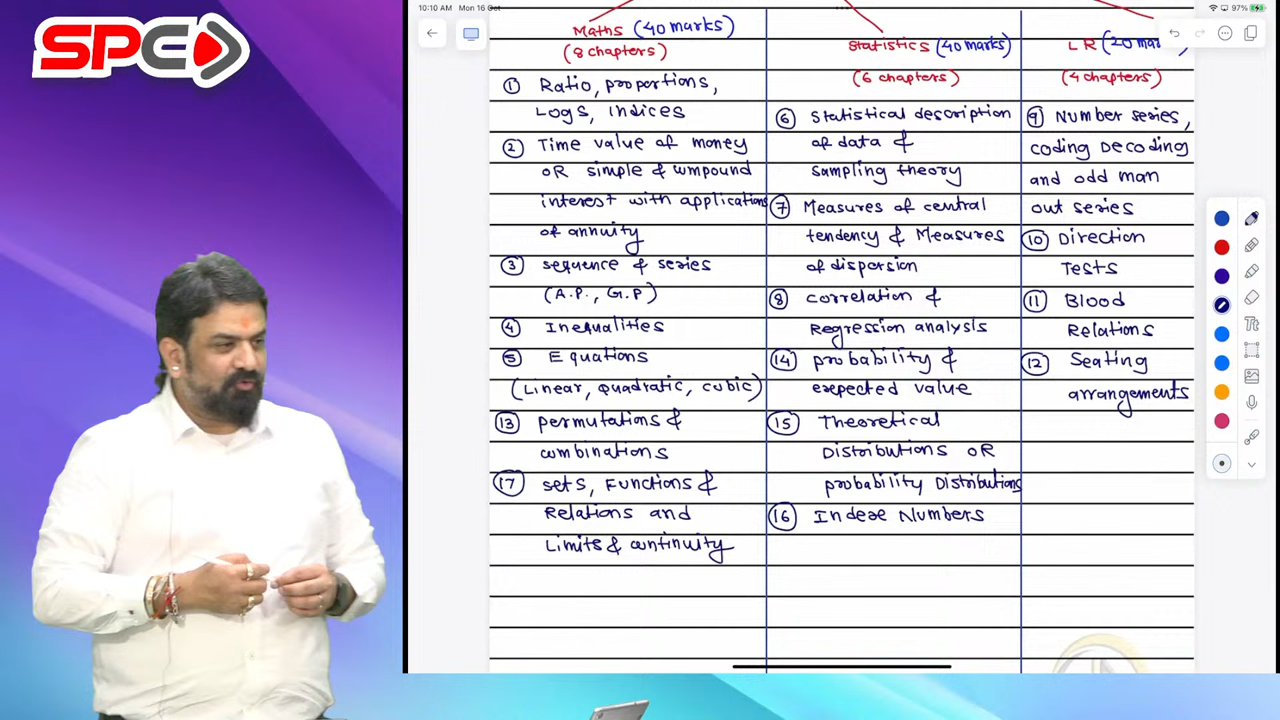 SPC
10:10 AM Mon 16 Oct
97%
Maths (40 marks)
(8 chapters)
① Ratio, proportions,
Logs, indices
② Time value of money
OR simple & compound
interest with applications
of annuity
③ sequence & series
(A.P., G.P)
④ Inequalities
⑤ Equations
(Linear, quadratic, cubic)
⑬ permutations &
combinations
⑰ sets, Functions &
Relations and
Limits & continuity
Statistics (40 marks)
(6 chapters)
⑥ Statistical description
of data &
sampling theory
⑦ Measures of central
tendency & Measures
of dispersion
⑧ correlation &
Regression analysis
⑭ probability &
expected value
⑮ Theoretical
Distributions OR
probability Distributions
⑯ Index Numbers
LR (20
(4 chapters)
⑨ Number series,
coding Decoding
and odd man
out series
⑩ Direction
Tests
⑪ Blood
Relations
⑫ Seating
arrangements
Tt